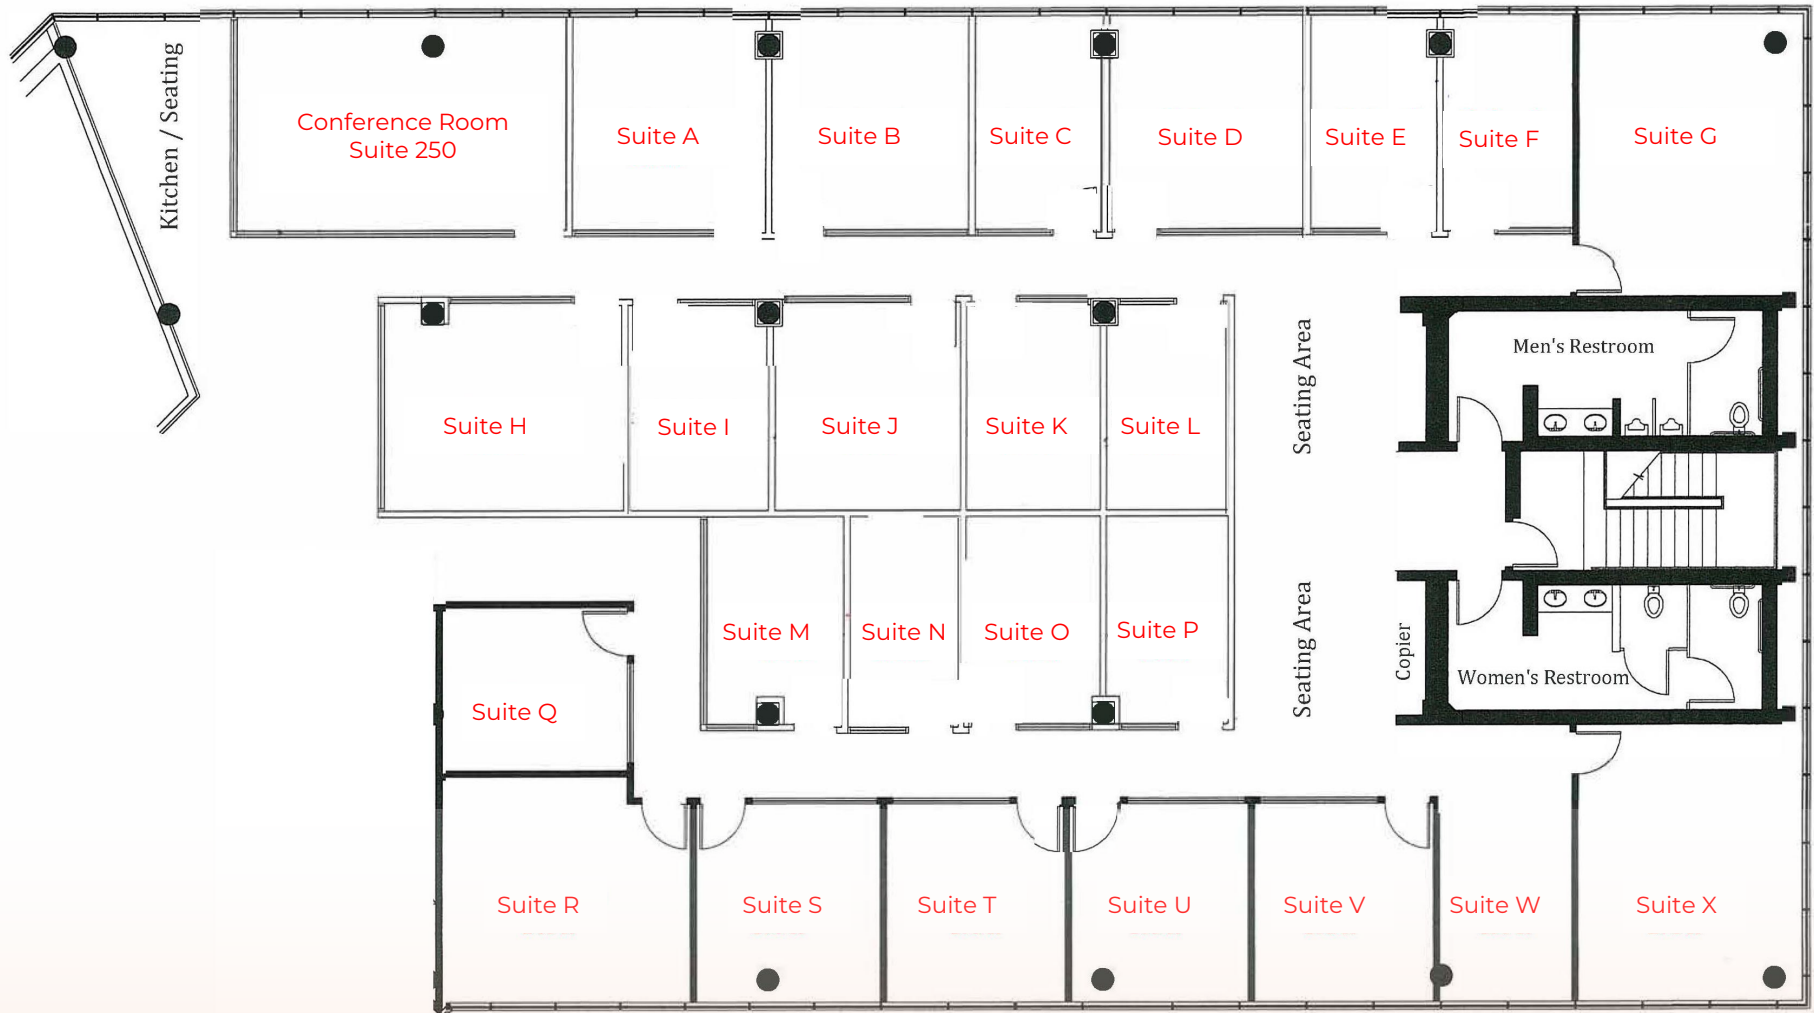 Kitchen / Seating
Conference Room
Suite 250
Suite A
Suite B
Suite C
Suite D
Suite E
Suite F
Suite G
Suite H
Suite I
Suite J
Suite K
Suite L
Seating Area
Men's Restroom
Suite M
Suite N
Suite O
Suite P
Seating Area
Copier
Women's Restroom
Suite Q
Suite R
Suite S
Suite T
Suite U
Suite V
Suite W
Suite X